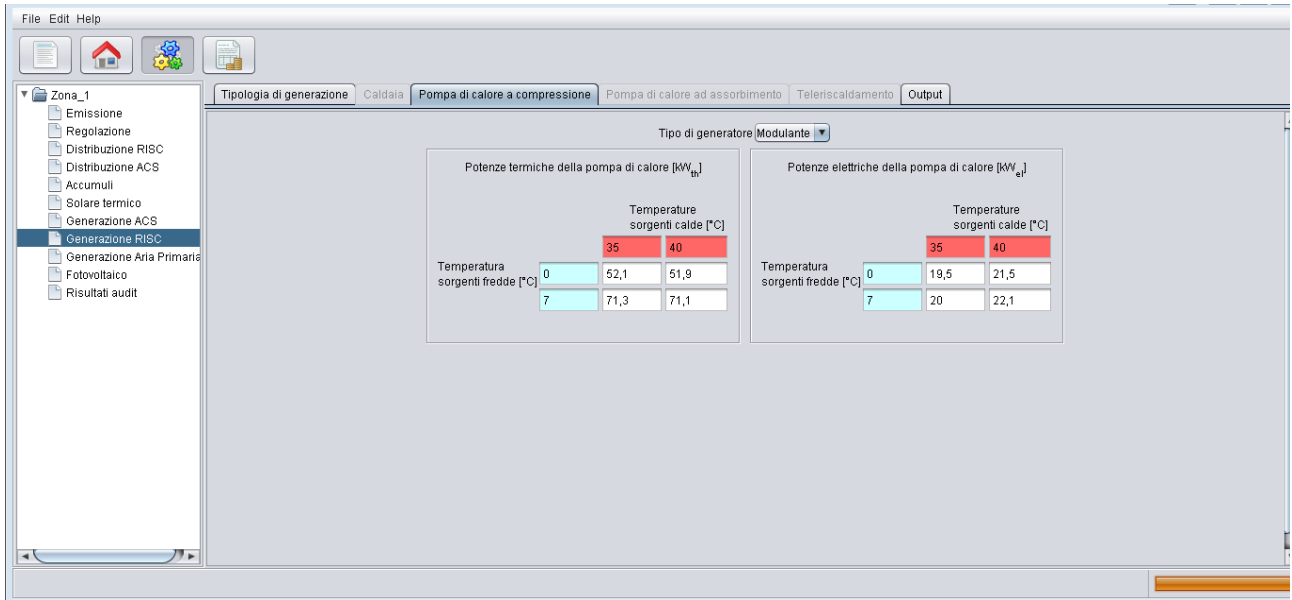 File Edit Help
Zona_1
Emissione
Regolazione
Distribuzione RISC
Distribuzione ACS
Accumuli
Solare termico
Generazione ACS
Generazione RISC
Generazione Aria Primaria
Fotovoltaico
Risultati audit
Tipologia di generazione Caldaia Pompa di calore a compressione Pompa di calore ad assorbimento Teleriscaldamento Output
Tipo di generatore Modulante
Potenze termiche della pompa di calore [kW_th]
Temperature
sorgenti calde [°C]
35 40
Temperatura
sorgenti fredde [°C]
0 52,1 51,9
7 71,3 71,1
Potenze elettriche della pompa di calore [kW_el]
Temperature
sorgenti calde [°C]
35 40
Temperatura
sorgenti fredde [°C]
0 19,5 21,5
7 20 22,1